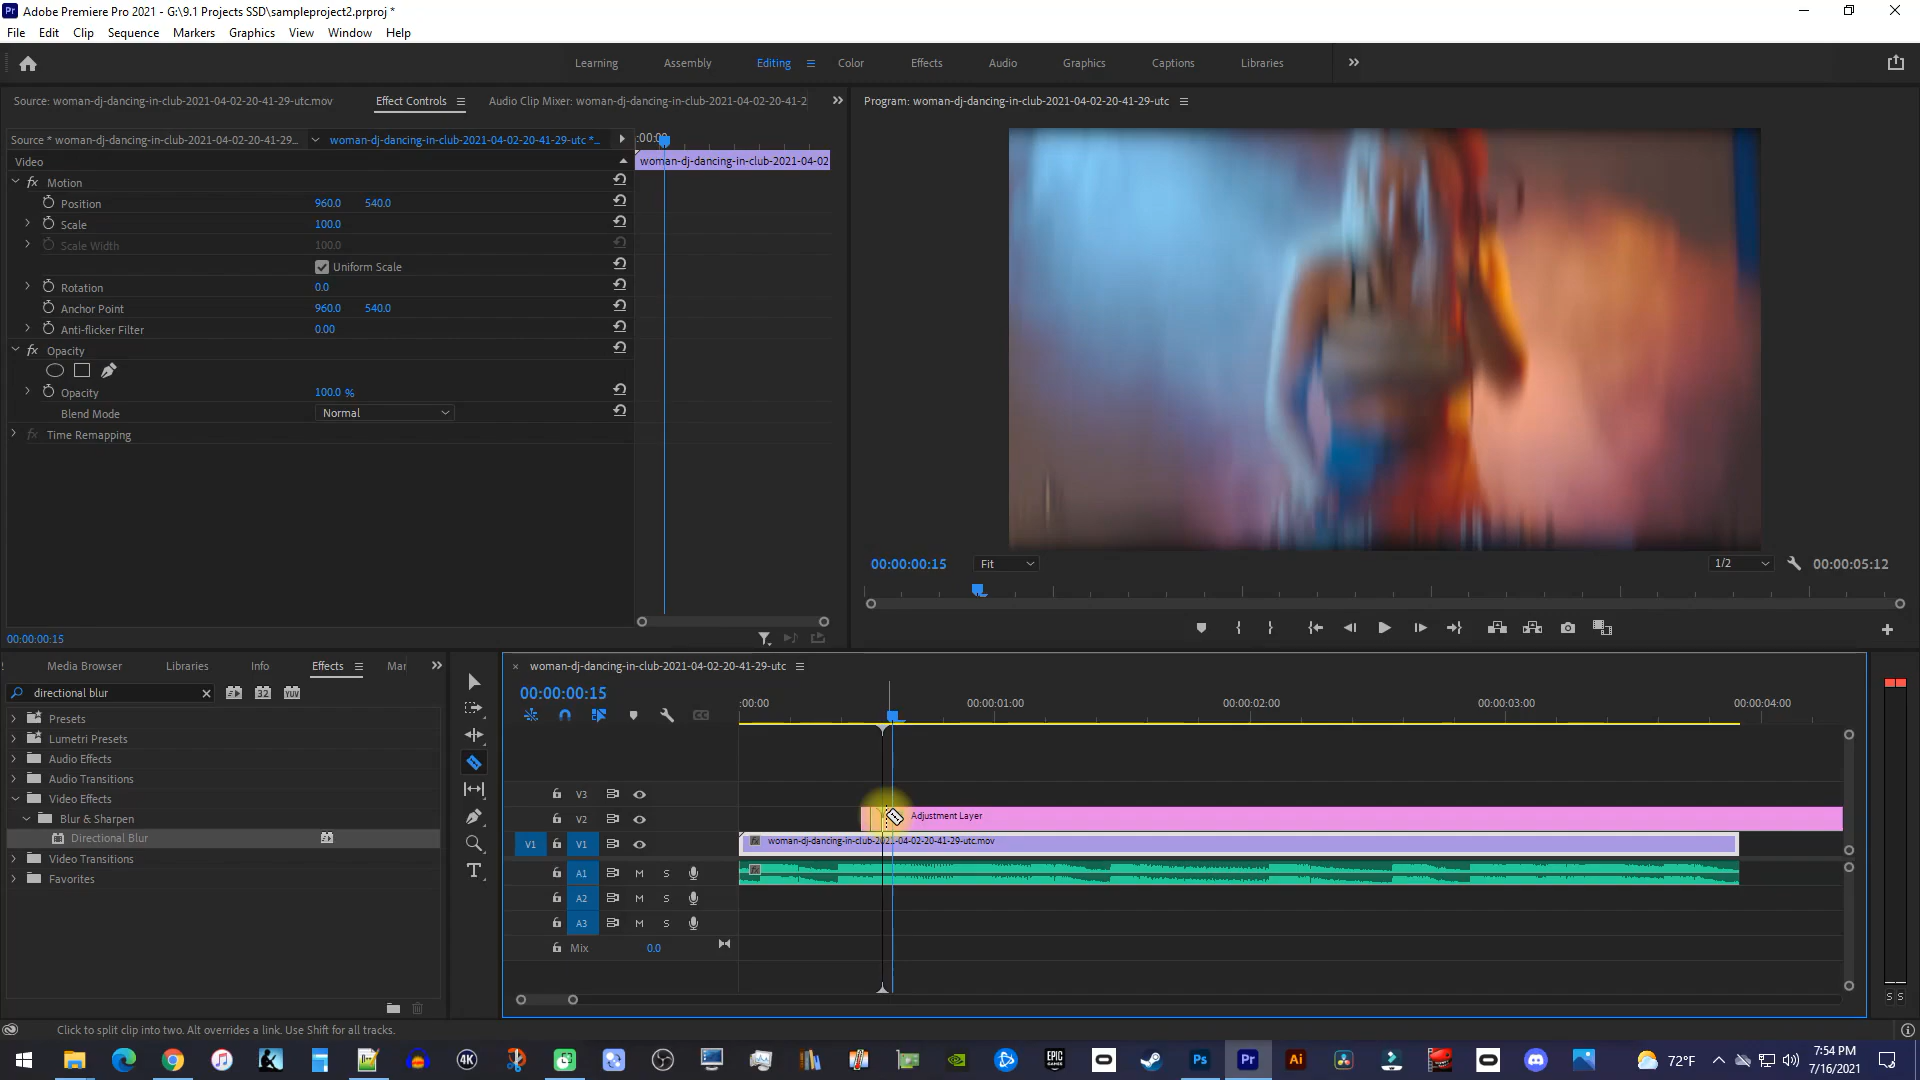 Adobe Premiere Pro 2021 - G:\9.1 Projects SSD\sampleproject2.prproj *
File Edit Clip Sequence Markers Graphics View Window Help
Learning Assembly Editing Color Effects Audio Graphics Captions Libraries
Source: woman-dj-dancing-in-club-2021-04-02-20-41-29-utc.mov Effect Controls Audio Clip Mixer: woman-dj-dancing-in-club-2021-04-02-20-41-2
Program: woman-dj-dancing-in-club-2021-04-02-20-41-29-utc
Source * woman-dj-dancing-in-club-2021-04-02-20-41-29... woman-dj-dancing-in-club-2021-04-02-20-41-29-utc *...
:00:00
Video
woman-dj-dancing-in-club-2021-04-02
fx Motion
Position 960.0 540.0
Scale 100.0
Scale Width 100.0
Uniform Scale
Rotation 0.0
Anchor Point 960.0 540.0
Anti-flicker Filter 0.00
fx Opacity
Opacity 100.0 %
Blend Mode Normal
fx Time Remapping
00:00:00:15
00:00:00:15 Fit 1/2 00:00:05:12
Media Browser Libraries Info Effects Mar
directional blur
Presets
Lumetri Presets
Audio Effects
Audio Transitions
Video Effects
Blur & Sharpen
Directional Blur
Video Transitions
Favorites
woman-dj-dancing-in-club-2021-04-02-20-41-29-utc
00:00:00:15
:00:00 00:00:01:00 00:00:02:00 00:00:03:00 00:00:04:00
V3
V2 Adjustment Layer
V1 V1 woman-dj-dancing-in-club-2021-04-02-20-41-29-utc.mov
A1 M S
A2 M S
A3 M S
Mix 0.0
S S
Click to split clip into two. Alt overrides a link. Use Shift for all tracks.
72°F
7:54 PM
7/16/2021